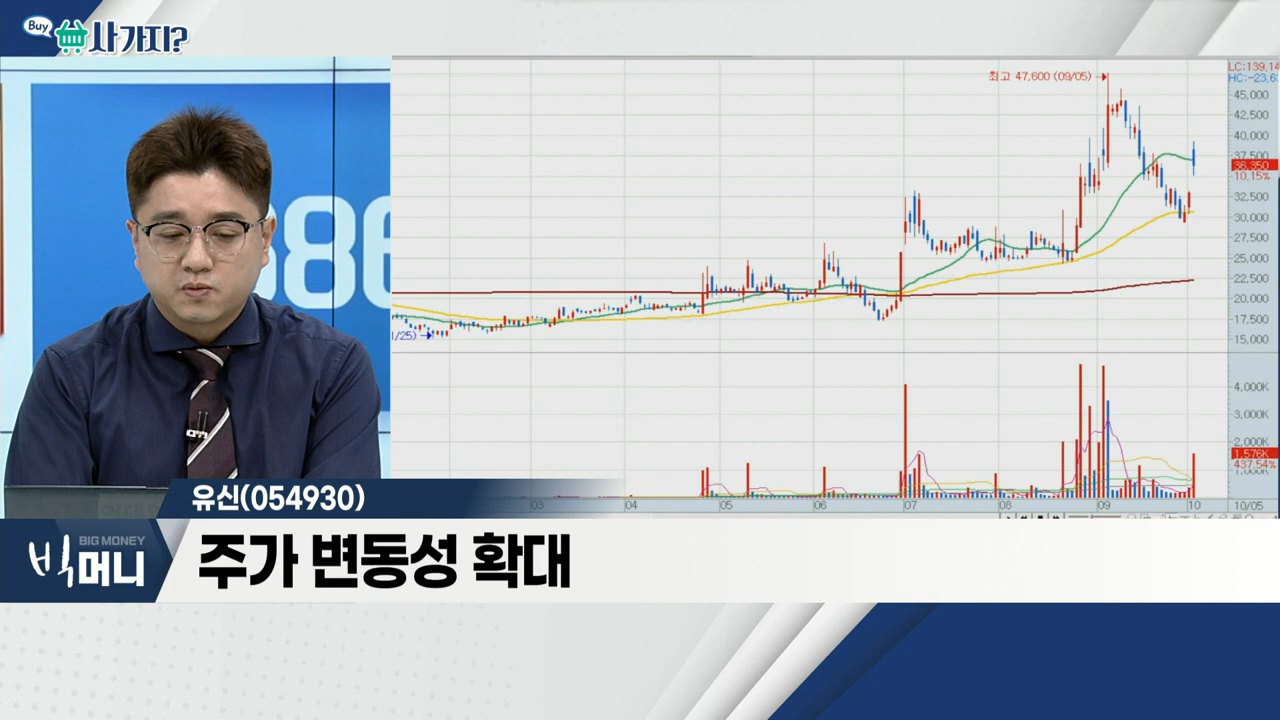 Buy 사가지?
최고 47,600 (09/05)
LC:139.14
HC:-23.6
45,000
42,500
40,000
37,500
36,350
10.15%
32,500
30,000
27,500
25,000
22,500
20,000
17,500
15,000
1/25)
4,000K
3,000K
2,000K
1,576K
437.54%
86
유신(054930)
03 04 05 06 07 08 09 10 10/05
BIG MONEY
빅머니
주가 변동성 확대